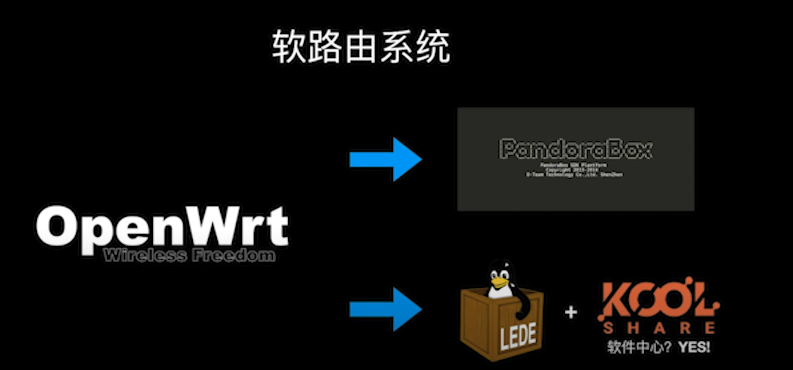 软路由系统
PandoraBox
PandoraBox SDK Platform
Copyright 2013-2014
D-Team Technology Co.,Ltd. ShenZhen
OpenWrt
Wireless Freedom
LEDE
+
KOOL
SHARE
软件中心? YES!